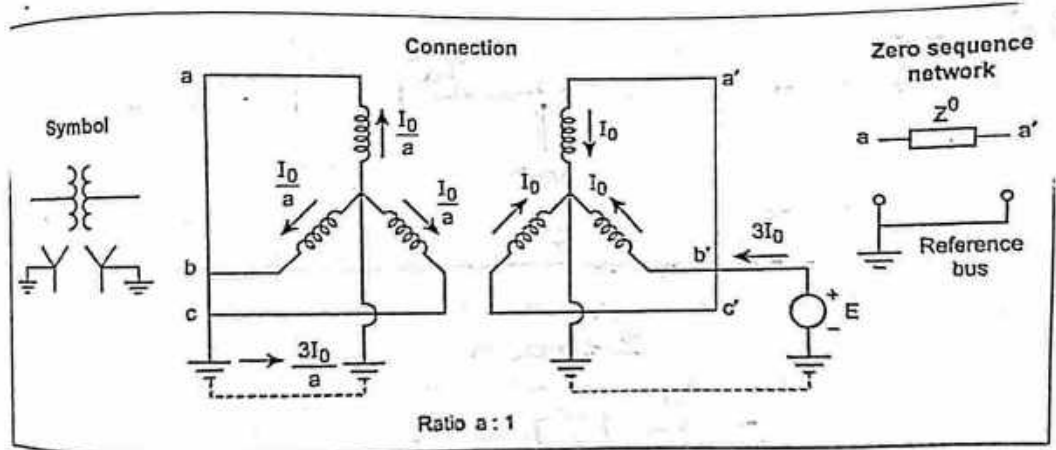 Connection
Zero sequence
network
Symbol
a
I₀/a
I₀/a
I₀/a
b
c
3I₀/a
a′
I₀
I₀
I₀
b′
3I₀
c′
+
E
−
Z⁰
a
a′
Reference
bus
Ratio a : 1